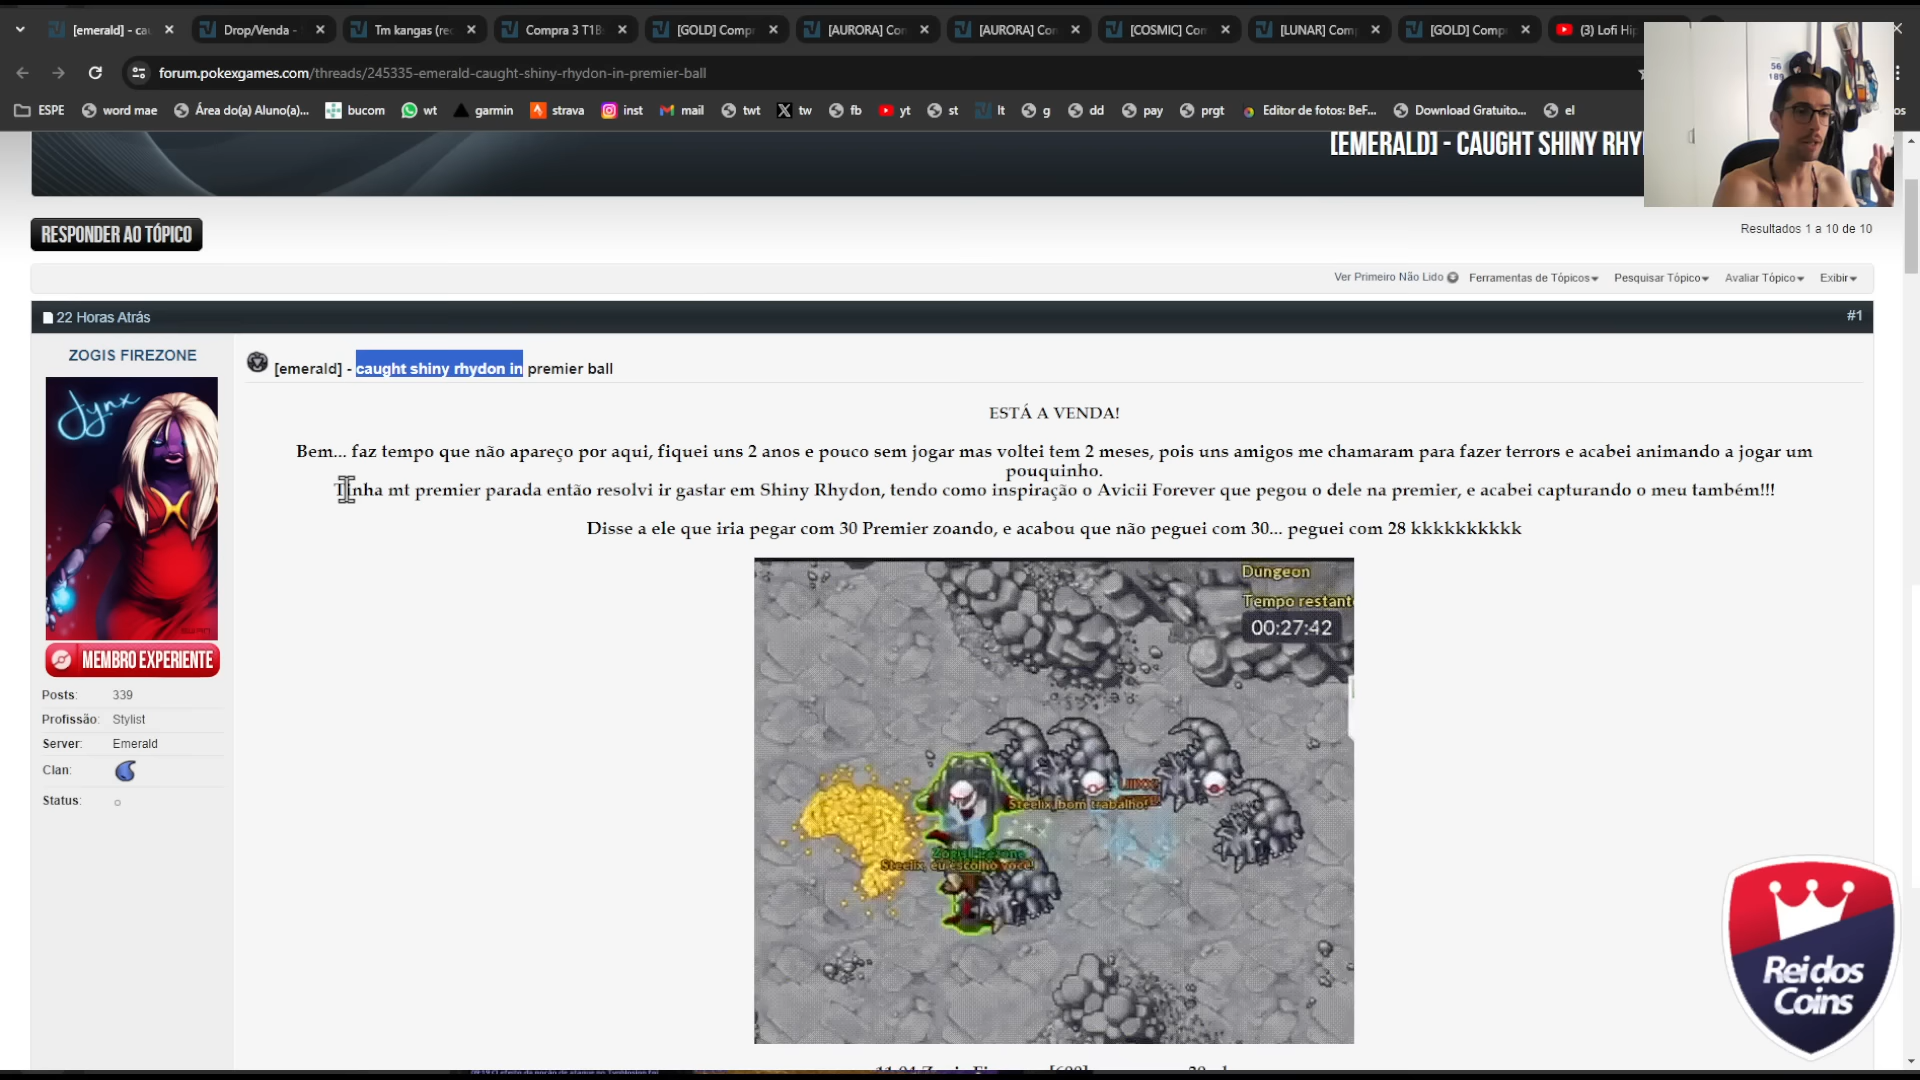 [emerald] - ca
Drop/Venda -
Tm kangas (re
Compra 3 T1B
[GOLD] Comp
[AURORA] Co
[AURORA] Co
[COSMIC] Co
[LUNAR] Com
[GOLD] Comp
(3) Lofi Hi
forum.pokexgames.com/threads/245335-emerald-caught-shiny-rhydon-in-premier-ball
ESPE
word mae
Área do(a) Aluno(a)...
bucom
wt
garmin
strava
inst
mail
twt
tw
fb
yt
st
lt
g
dd
pay
prgt
Editor de fotos: BeF...
Download Gratuito...
el
os
56
189
[EMERALD] - CAUGHT SHINY RHY
RESPONDER AO TÓPICO
Resultados 1 a 10 de 10
Ver Primeiro Não Lido
Ferramentas de Tópicos
Pesquisar Tópico
Avaliar Tópico
Exibir
22 Horas Atrás
#1
ZOGIS FIREZONE
Jynx
MEMBRO EXPERIENTE
Posts: 339
Profissão: Stylist
Server: Emerald
Clan:
Status:
[emerald] - caught shiny rhydon in premier ball
ESTÁ A VENDA!
Bem... faz tempo que não apareço por aqui, fiquei uns 2 anos e pouco sem jogar mas voltei tem 2 meses, pois uns amigos me chamaram para fazer terrors e acabei animando a jogar um
pouquinho.
Tinha mt premier parada então resolvi ir gastar em Shiny Rhydon, tendo como inspiração o Avicii Forever que pegou o dele na premier, e acabei capturando o meu também!!!
Disse a ele que iria pegar com 30 Premier zoando, e acabou que não peguei com 30... peguei com 28 kkkkkkkkkk
Dungeon
Tempo restant
00:27:42
Steelix, bom trabalho!
Zogis Firezone
Steelix, eu escolho você!
Rei dos
Coins